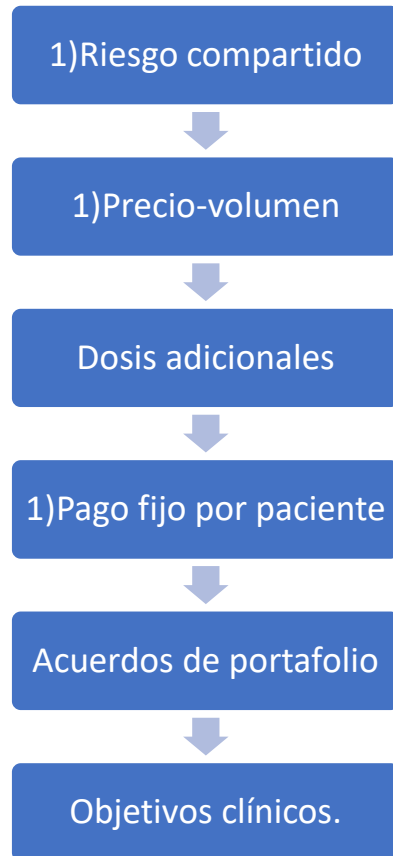 1)Riesgo compartido
1)Precio-volumen
Dosis adicionales
1)Pago fijo por paciente
Acuerdos de portafolio
Objetivos clínicos.